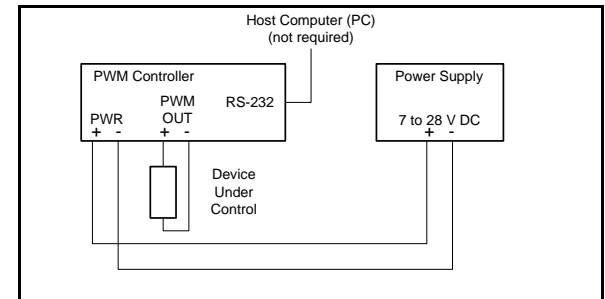 Host Computer (PC)
(not required)
PWM Controller
PWM
OUT
RS-232
PWR
+ -
+ -
Power Supply
7 to 28 V DC
+ -
Device
Under
Control